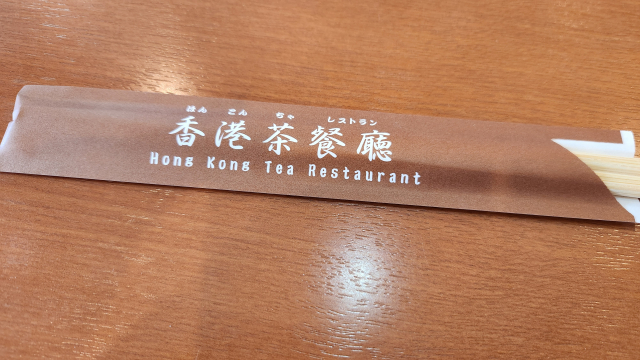 ほん こん ちゃ レストラン
香港茶餐廳
Hong Kong Tea Restaurant